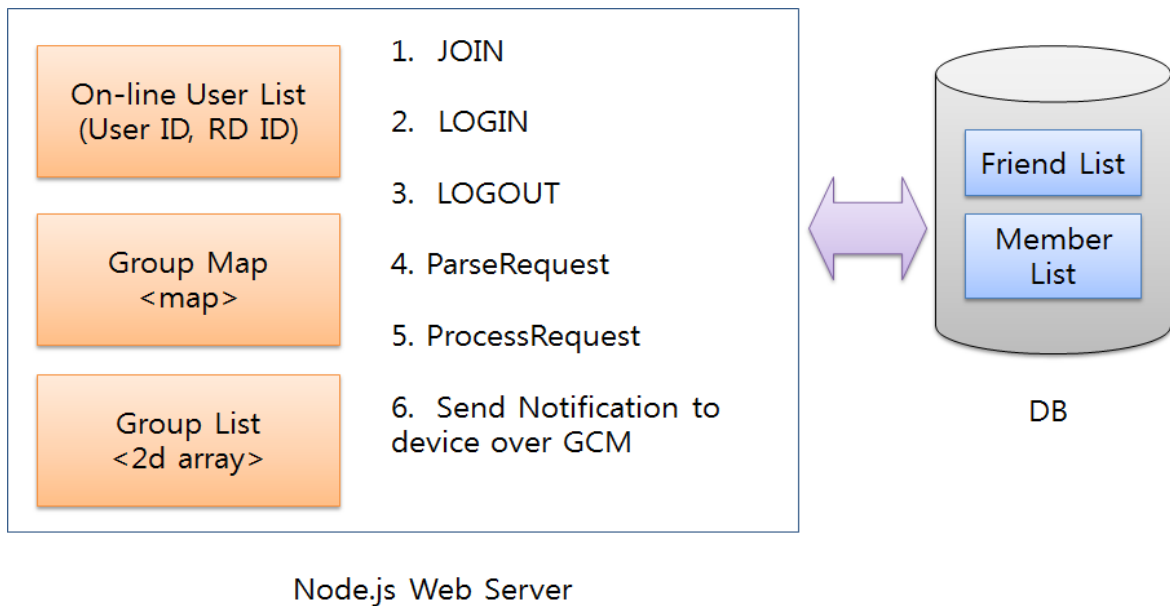 On-line User List
(User ID, RD ID)
Group Map
<map>
Group List
<2d array>
1. JOIN
2. LOGIN
3. LOGOUT
4. ParseRequest
5. ProcessRequest
6. Send Notification to
device over GCM
Friend List
Member
List
DB
Node.js Web Server